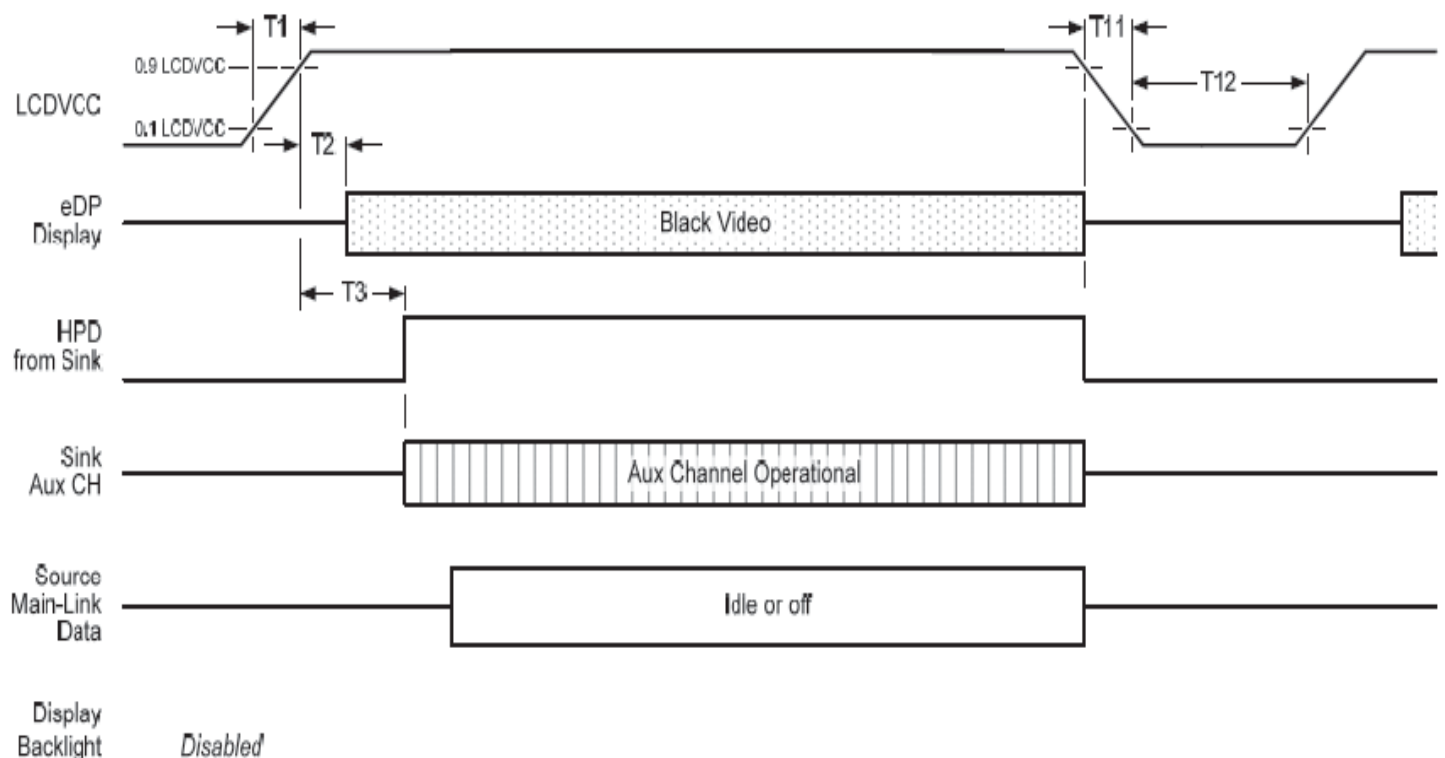 T1
T11
0.9 LCDVCC
LCDVCC
T12
0.1 LCDVCC
T2
eDP
Display
Black Video
T3
HPD
from Sink
Sink
Aux CH
Aux Channel Operational
Source
Main-Link
Data
Idle or off
Display
Backlight
Disabled